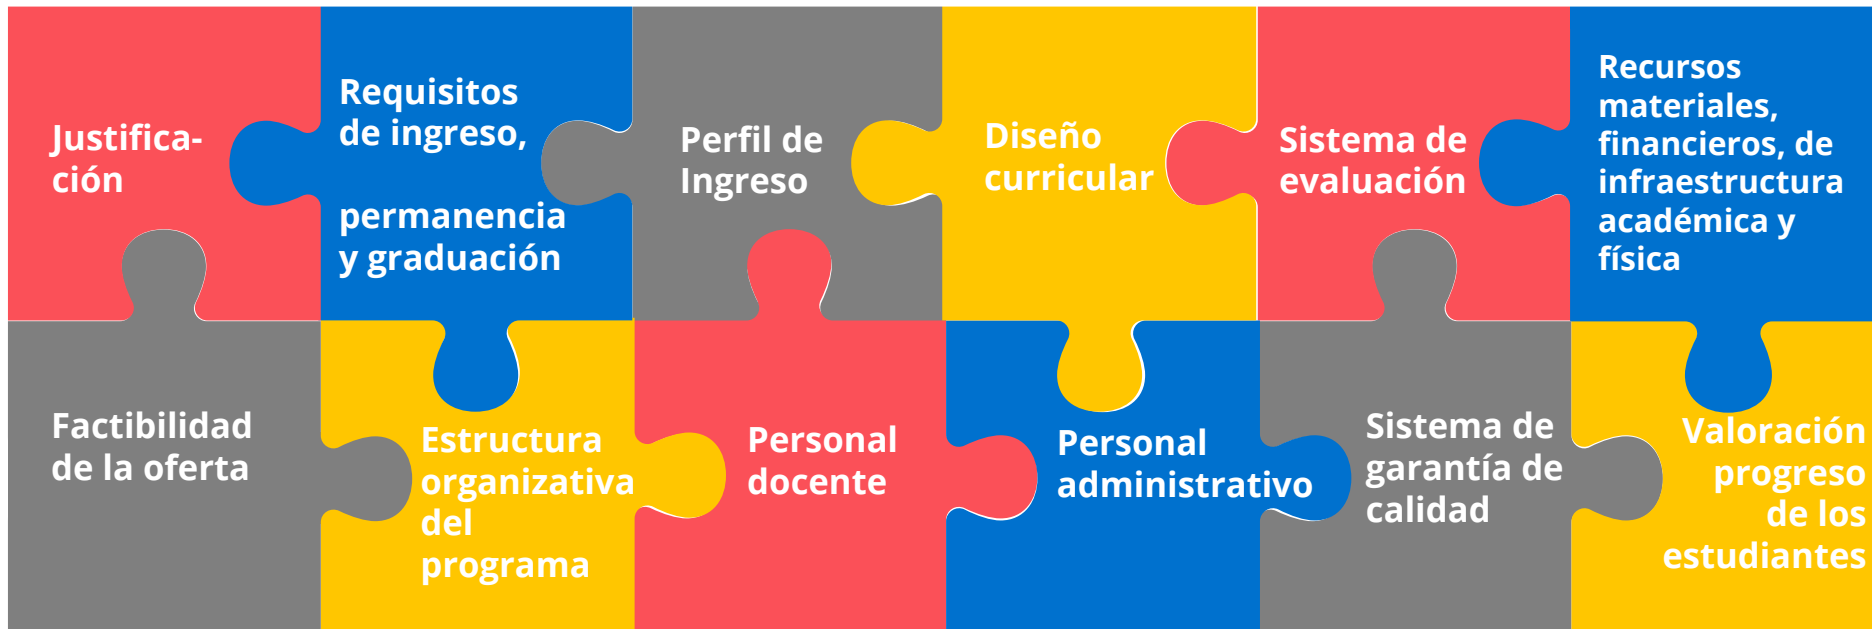 Justifica-
ción
Requisitos
de ingreso,
permanencia
y graduación
Perfil de
Ingreso
Diseño
curricular
Sistema de
evaluación
Recursos
materiales,
financieros, de
infraestructura
académica y
física
Factibilidad
de la oferta
Estructura
organizativa
del
programa
Personal
docente
Personal
administrativo
Sistema de
garantía de
calidad
Valoración
progreso
de los
estudiantes